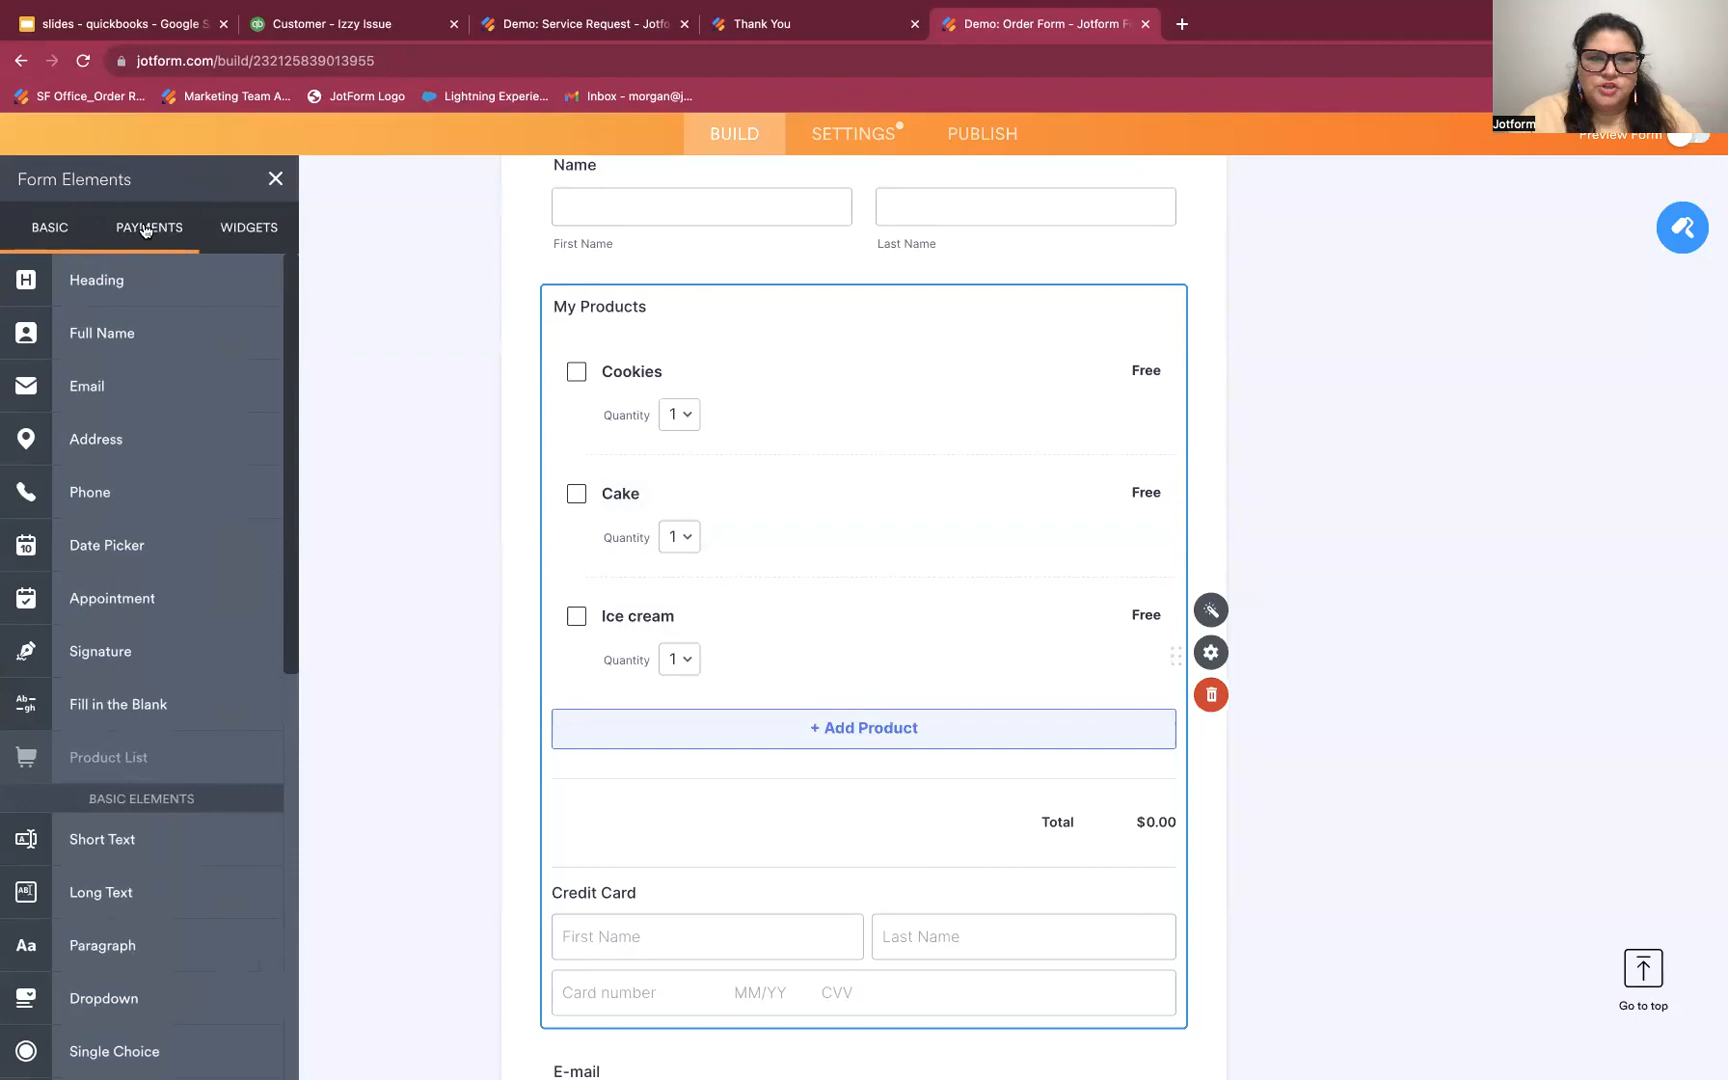 slides - quickbooks - Google S
Customer - Izzy Issue
Demo: Service Request - Jotfo
Thank You
Demo: Order Form - Jotform F
jotform.com/build/232125839013955
SF Office_Order R...
Marketing Team A...
JotForm Logo
Lightning Experie...
Inbox - morgan@j...
Jotform
BUILD
SETTINGS
PUBLISH
Preview Form
Form Elements
BASIC
PAYMENTS
WIDGETS
Heading
Full Name
Email
Address
Phone
10
Date Picker
Appointment
Signature
Ab
gh
Fill in the Blank
Product List
BASIC ELEMENTS
Short Text
Long Text
Aa
Paragraph
Dropdown
Single Choice
Name
First Name
Last Name
My Products
Cookies
Free
Quantity
1
Cake
Free
Quantity
1
Ice cream
Free
Quantity
1
+ Add Product
Total
$0.00
Credit Card
First Name
Last Name
Card number
MM/YY
CVV
E-mail
Go to top